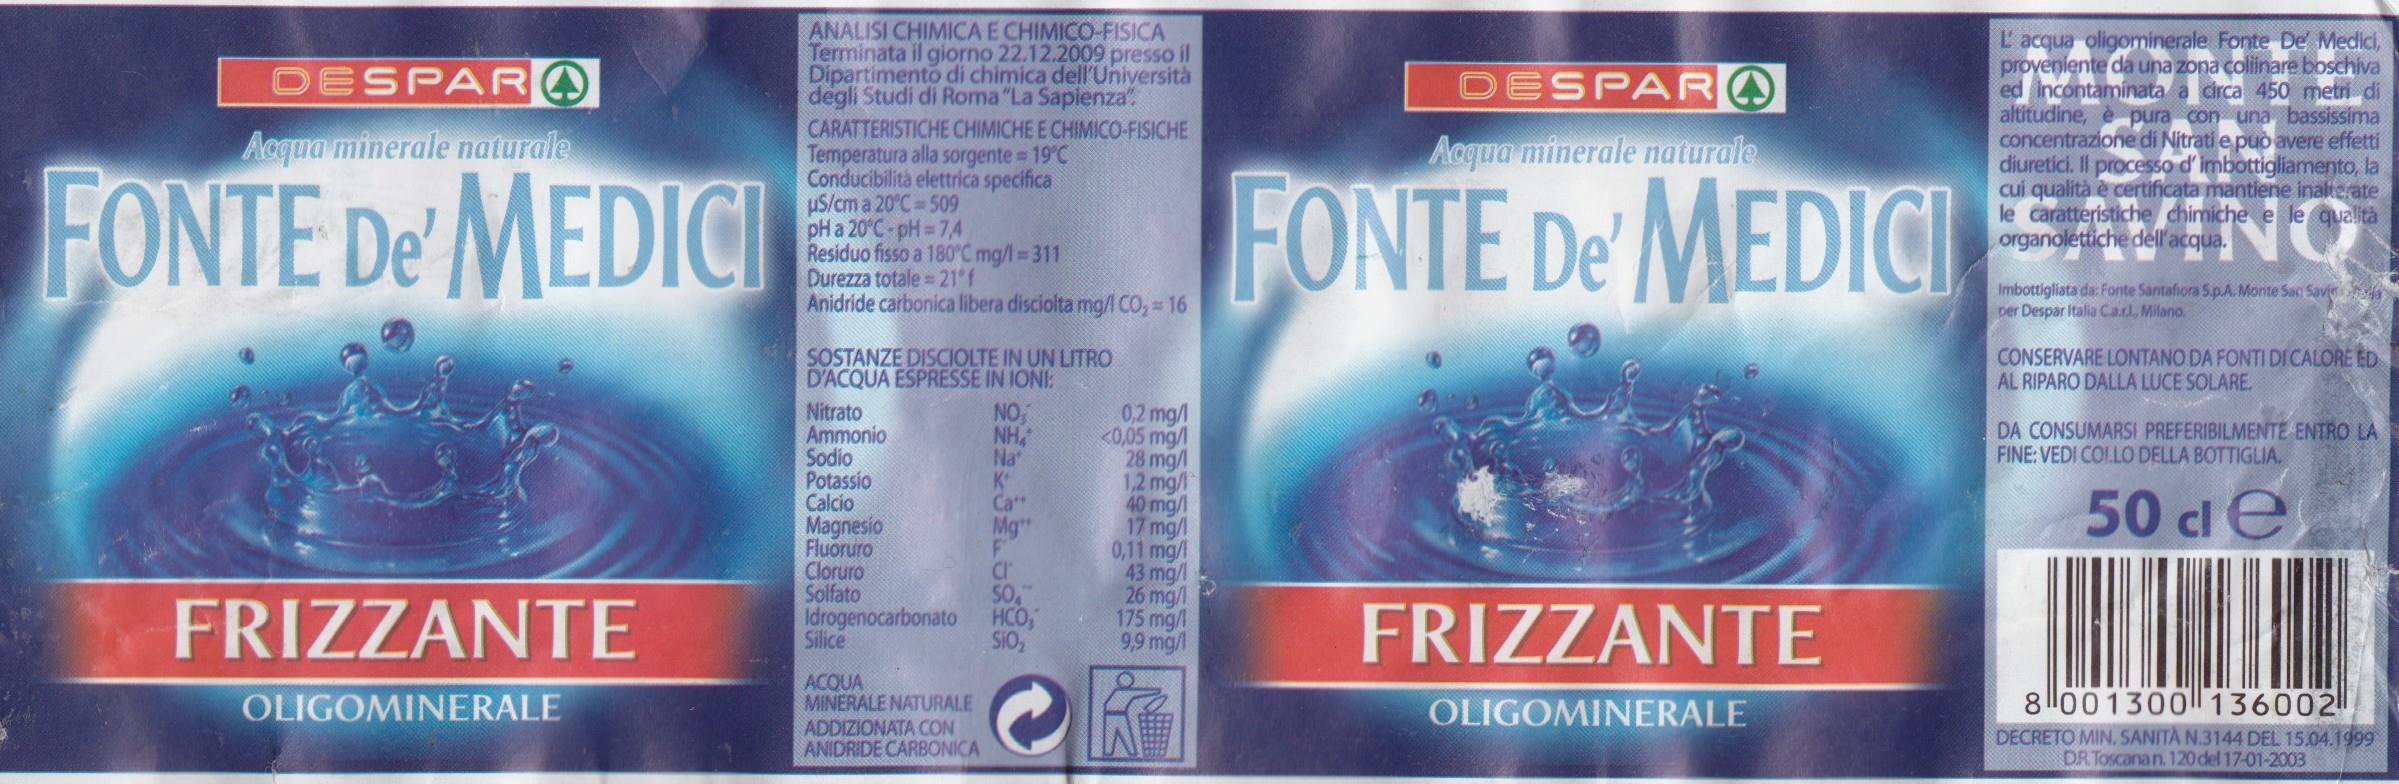 DESPAR
Acqua minerale naturale
FONTE De' MEDICI
FRIZZANTE
OLIGOMINERALE
ANALISI CHIMICA E CHIMICO-FISICA
Terminata il giorno 22.12.2009 presso il
Dipartimento di chimica dell'Università
degli Studi di Roma "La Sapienza".
CARATTERISTICHE CHIMICHE E CHIMICO-FISICHE
Temperatura alla sorgente = 19°C
Conducibilità elettrica specifica
µS/cm a 20°C = 509
pH a 20°C - pH = 7,4
Residuo fisso a 180°C mg/l = 311
Durezza totale = 21°f
Anidride carbonica libera disciolta mg/l CO₂ = 16
SOSTANZE DISCIOLTE IN UN LITRO
D'ACQUA ESPRESSE IN IONI:
Nitrato NO₃⁻ 0,2 mg/l
Ammonio NH₄⁺ <0,05 mg/l
Sodio Na⁺ 28 mg/l
Potassio K⁺ 1,2 mg/l
Calcio Ca⁺⁺ 40 mg/l
Magnesio Mg⁺⁺ 17 mg/l
Fluoruro F⁻ 0,11 mg/l
Cloruro Cl⁻ 43 mg/l
Solfato SO₄⁻⁻ 26 mg/l
Idrogenocarbonato HCO₃⁻ 175 mg/l
Silice SiO₂ 9,9 mg/l
ACQUA
MINERALE NATURALE
ADDIZIONATA CON
ANIDRIDE CARBONICA
DESPAR
Acqua minerale naturale
FONTE De' MEDICI
FRIZZANTE
OLIGOMINERALE
MONTE
SAN
SAVINO
L' acqua oligominerale Fonte De' Medici,
proveniente da una zona collinare boschiva
ed incontaminata a circa 450 metri di
altitudine, è pura con una bassissima
concentrazione di Nitrati e può avere effetti
diuretici. Il processo d' imbottigliamento, la
cui qualità è certificata mantiene inalterate
le caratteristiche chimiche e le qualità
organolettiche dell'acqua.
Imbottigliata da: Fonte Santafiora S.p.A. Monte San
per Despar Italia C.a.r.l., Milano.
CONSERVARE LONTANO DA FONTI DI CALORE ED
AL RIPARO DALLA LUCE SOLARE.
DA CONSUMARSI PREFERIBILMENTE ENTRO LA
FINE: VEDI COLLO DELLA BOTTIGLIA.
50 cl e
8 001300 136002
DECRETO MIN. SANITÀ N.3144 DEL 15.04.1999
D.R. Toscana n. 120 del 17-01-2003